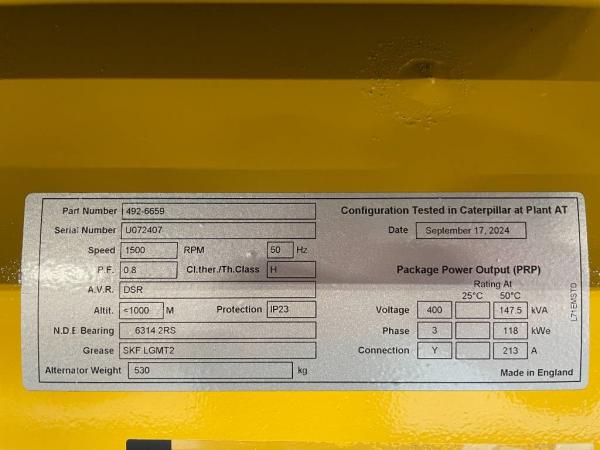 Part Number 492-6659
Serial Number U072407
Speed 1500 RPM 50 Hz
P.F. 0.8 Cl.ther./Th.Class H
A.V.R. DSR
Altit. <1000 M Protection IP23
N.D.E Bearing 6314 2RS
Grease SKF LGMT2
Alternator Weight 530 kg
Configuration Tested in Caterpillar at Plant AT
Date September 17, 2024
Package Power Output (PRP)
Rating At
25°C 50°C
Voltage 400 147.5 kVA
Phase 3 118 kWe
Connection Y 213 A
Made in England
L71EMSTD